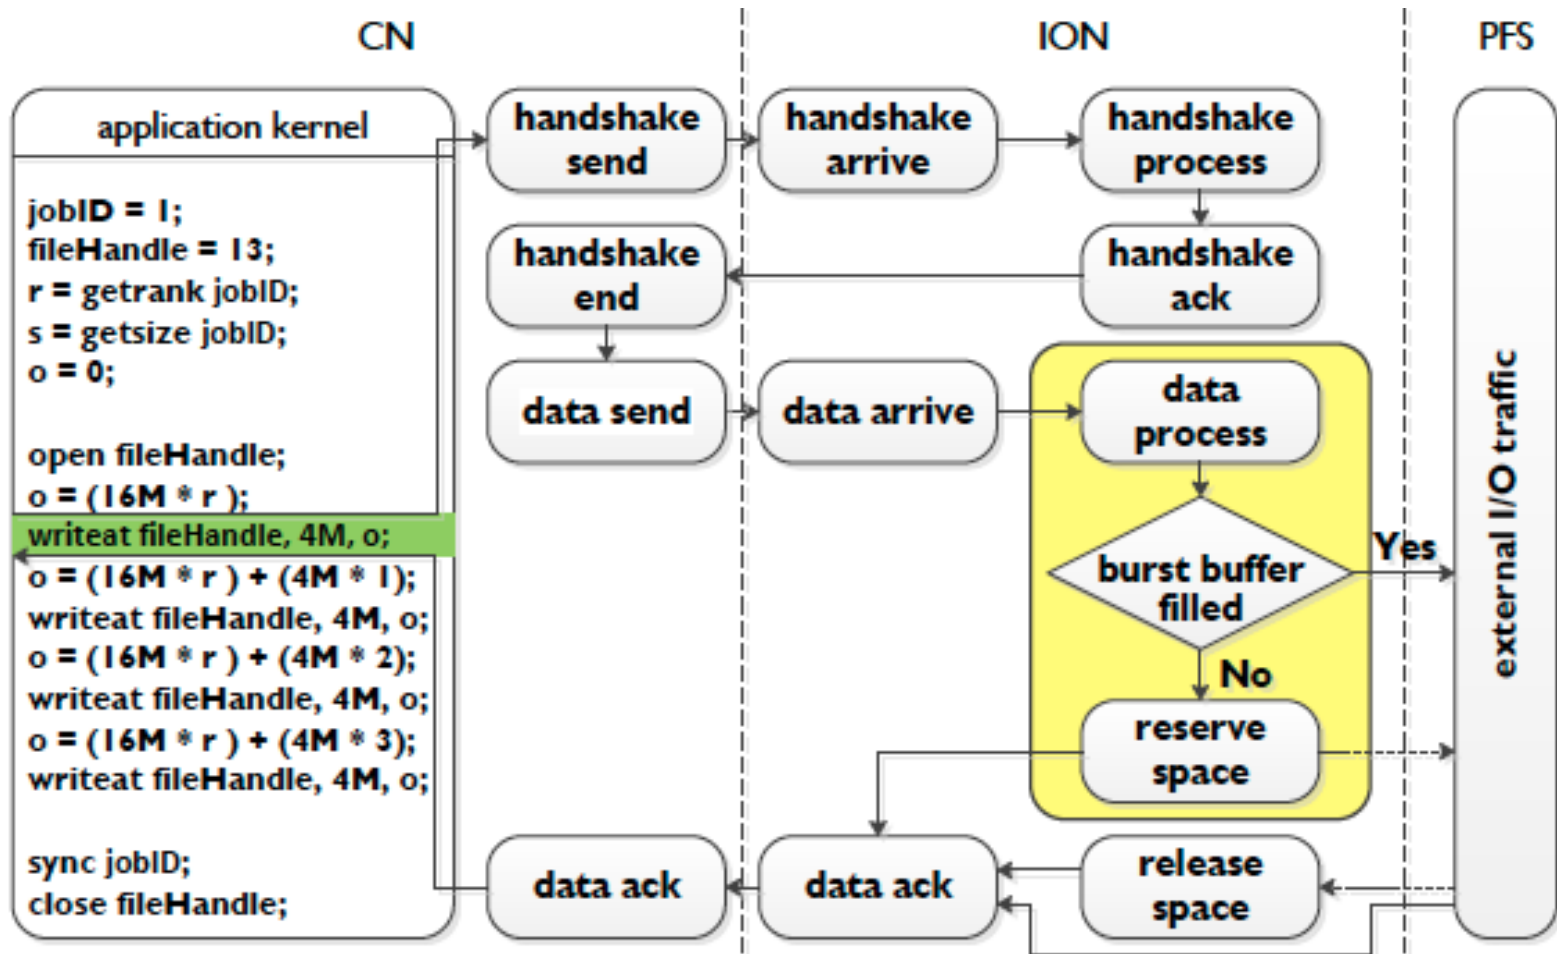 CN
ION
PFS
application kernel
jobID = 1;
fileHandle = 13;
r = getrank jobID;
s = getsize jobID;
o = 0;
open fileHandle;
o = (16M * r );
writeat fileHandle, 4M, o;
o = (16M * r ) + (4M * 1);
writeat fileHandle, 4M, o;
o = (16M * r ) + (4M * 2);
writeat fileHandle, 4M, o;
o = (16M * r ) + (4M * 3);
writeat fileHandle, 4M, o;
sync jobID;
close fileHandle;
handshake
send
handshake
arrive
handshake
process
handshake
end
handshake
ack
data send
data arrive
data
process
burst buffer
filled
Yes
No
reserve
space
data ack
data ack
release
space
external I/O traffic